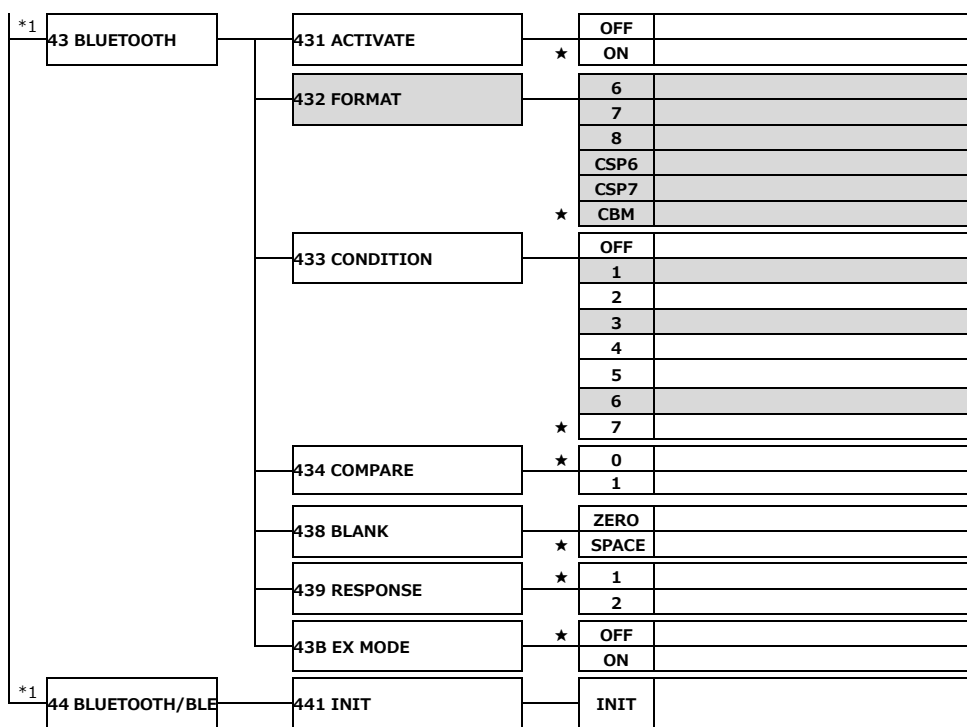 *1
43 BLUETOOTH
431 ACTIVATE
OFF
★ ON
432 FORMAT
6
7
8
CSP6
CSP7
★ CBM
433 CONDITION
OFF
1
2
3
4
5
6
★ 7
434 COMPARE
★ 0
1
438 BLANK
ZERO
★ SPACE
439 RESPONSE
★ 1
2
43B EX MODE
★ OFF
ON
*1
44 BLUETOOTH/BLE
441 INIT
INIT